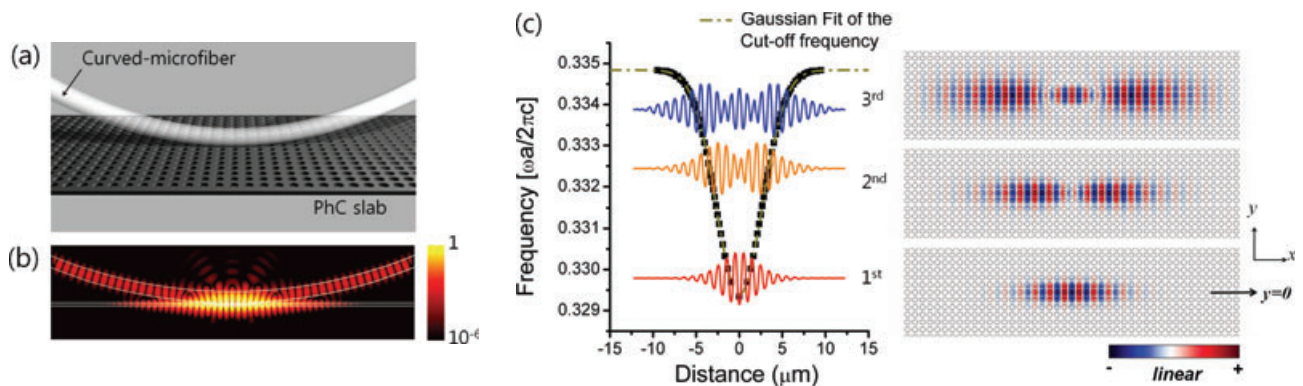 (a)
Curved-microfiber
PhC slab
(b)
1
10⁻⁶
(c)
Gaussian Fit of the
Cut-off frequency
Frequency [ωa/2πc]
0.335
0.334
0.333
0.332
0.331
0.330
0.329
3rd
2nd
1st
-15 -10 -5 0 5 10 15
Distance (μm)
y
x
y=0
- linear +